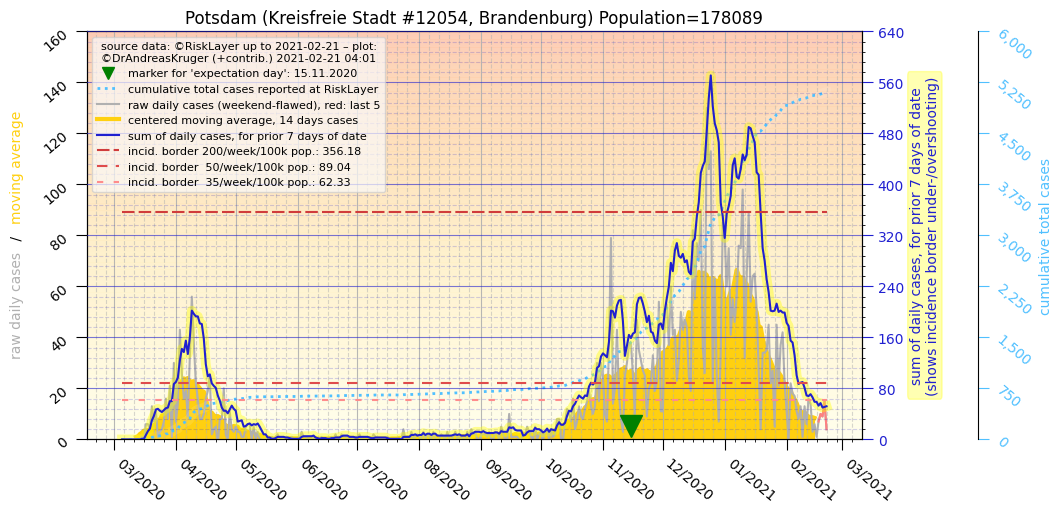 Potsdam (Kreisfreie Stadt #12054, Brandenburg) Population=178089
source data: ©RiskLayer up to 2021-02-21 – plot:
©DrAndreasKruger (+contrib.) 2021-02-21 04:01
marker for 'expectation day': 15.11.2020
cumulative total cases reported at RiskLayer
raw daily cases (weekend-flawed), red: last 5
centered moving average, 14 days cases
sum of daily cases, for prior 7 days of date
incid. border 200/week/100k pop.: 356.18
incid. border  50/week/100k pop.: 89.04
incid. border  35/week/100k pop.: 62.33
raw daily cases / moving average
160
140
120
100
80
60
40
20
0
03/2020
04/2020
05/2020
06/2020
07/2020
08/2020
09/2020
10/2020
11/2020
12/2020
01/2021
02/2021
03/2021
640
560
480
400
320
240
160
80
0
sum of daily cases, for prior 7 days of date
(shows incidence border under-/overshooting)
6,000
5,250
4,500
3,750
3,000
2,250
1,500
750
0
cumulative total cases